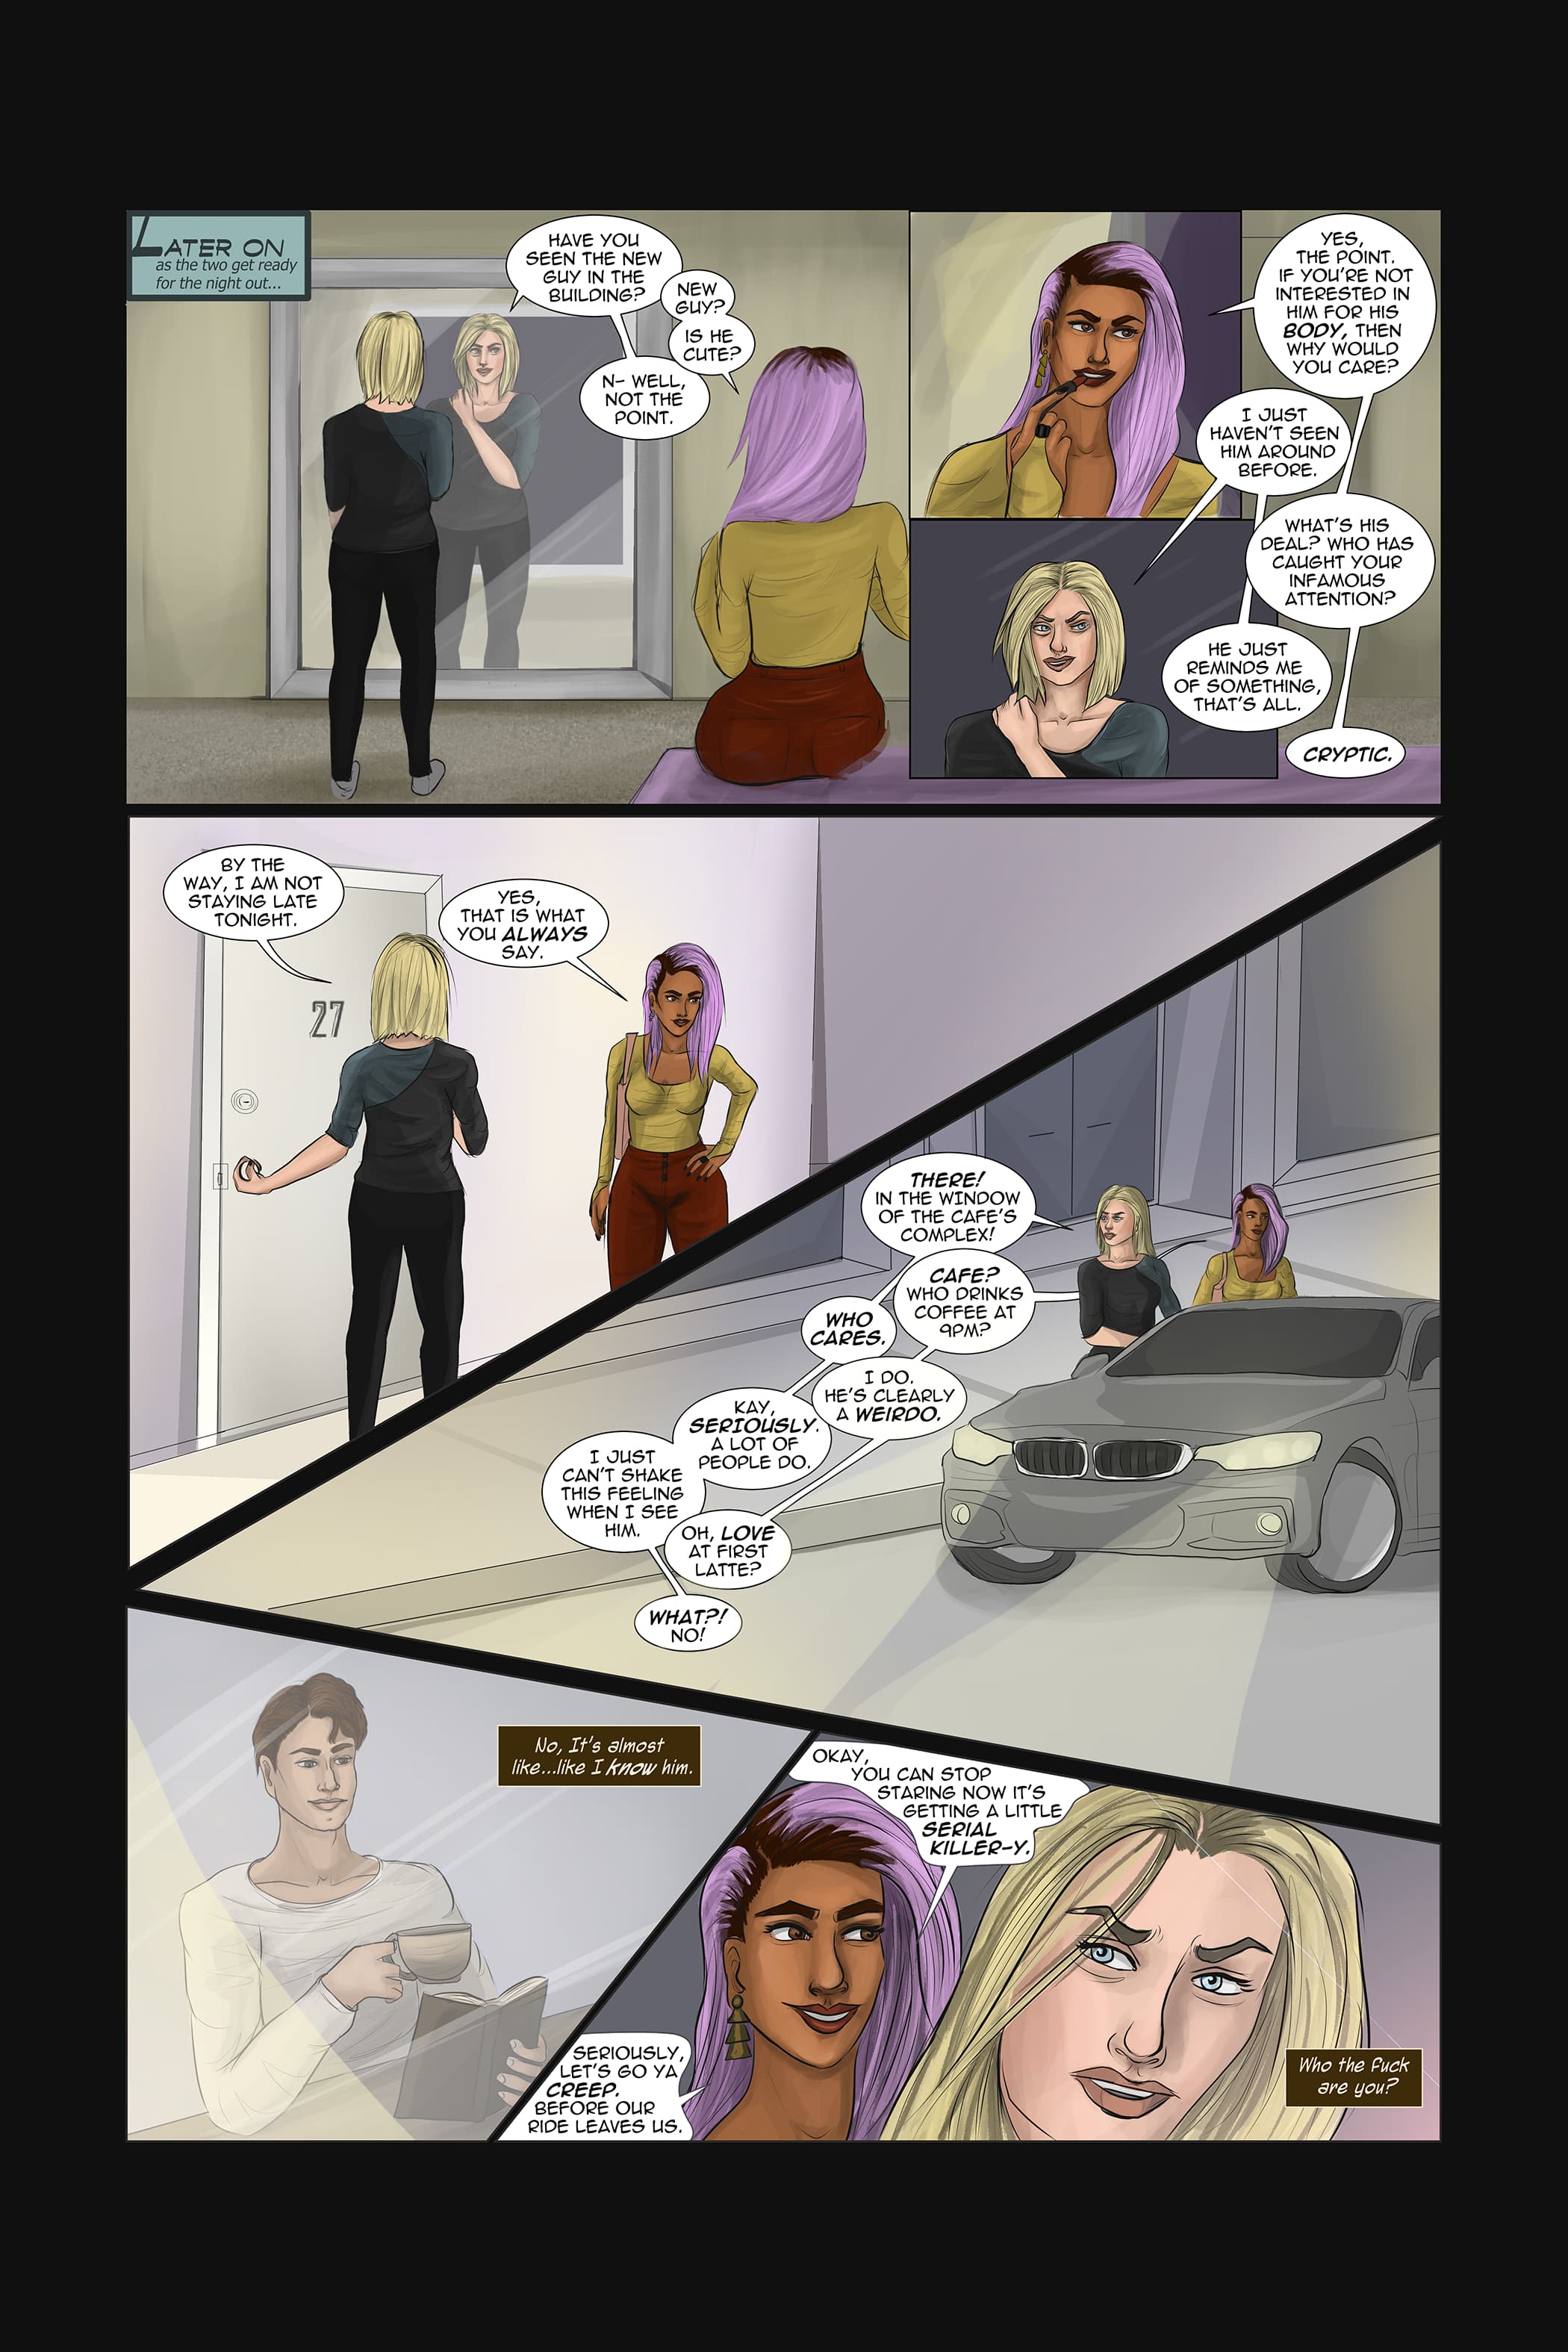 LATER ON
as the two get ready
for the night out...
HAVE YOU
SEEN THE NEW
GUY IN THE
BUILDING?
NEW
GUY?
IS HE
CUTE?
N- WELL,
NOT THE
POINT.
YES,
THE POINT.
IF YOU'RE NOT
INTERESTED IN
HIM FOR HIS
BODY, THEN
WHY WOULD
YOU CARE?
I JUST
HAVEN'T SEEN
HIM AROUND
BEFORE.
WHAT'S HIS
DEAL? WHO HAS
CAUGHT YOUR
INFAMOUS
ATTENTION?
HE JUST
REMINDS ME
OF SOMETHING,
THAT'S ALL.
CRYPTIC.
BY THE
WAY, I AM NOT
STAYING LATE
TONIGHT.
YES,
THAT IS WHAT
YOU ALWAYS
SAY.
27
THERE!
IN THE WINDOW
OF THE CAFE'S
COMPLEX!
CAFE?
WHO DRINKS
COFFEE AT
9PM?
WHO
CARES.
I DO.
HE'S CLEARLY
A WEIRDO.
KAY,
SERIOUSLY.
A LOT OF
PEOPLE DO.
I JUST
CAN'T SHAKE
THIS FEELING
WHEN I SEE
HIM.
OH, LOVE
AT FIRST
LATTE?
WHAT?!
NO!
No, It's almost
like...like I know him.
OKAY,
YOU CAN STOP
STARING NOW IT'S
GETTING A LITTLE
SERIAL
KILLER-Y.
SERIOUSLY,
LET'S GO YA
CREEP.
BEFORE OUR
RIDE LEAVES US.
Who the fuck
are you?